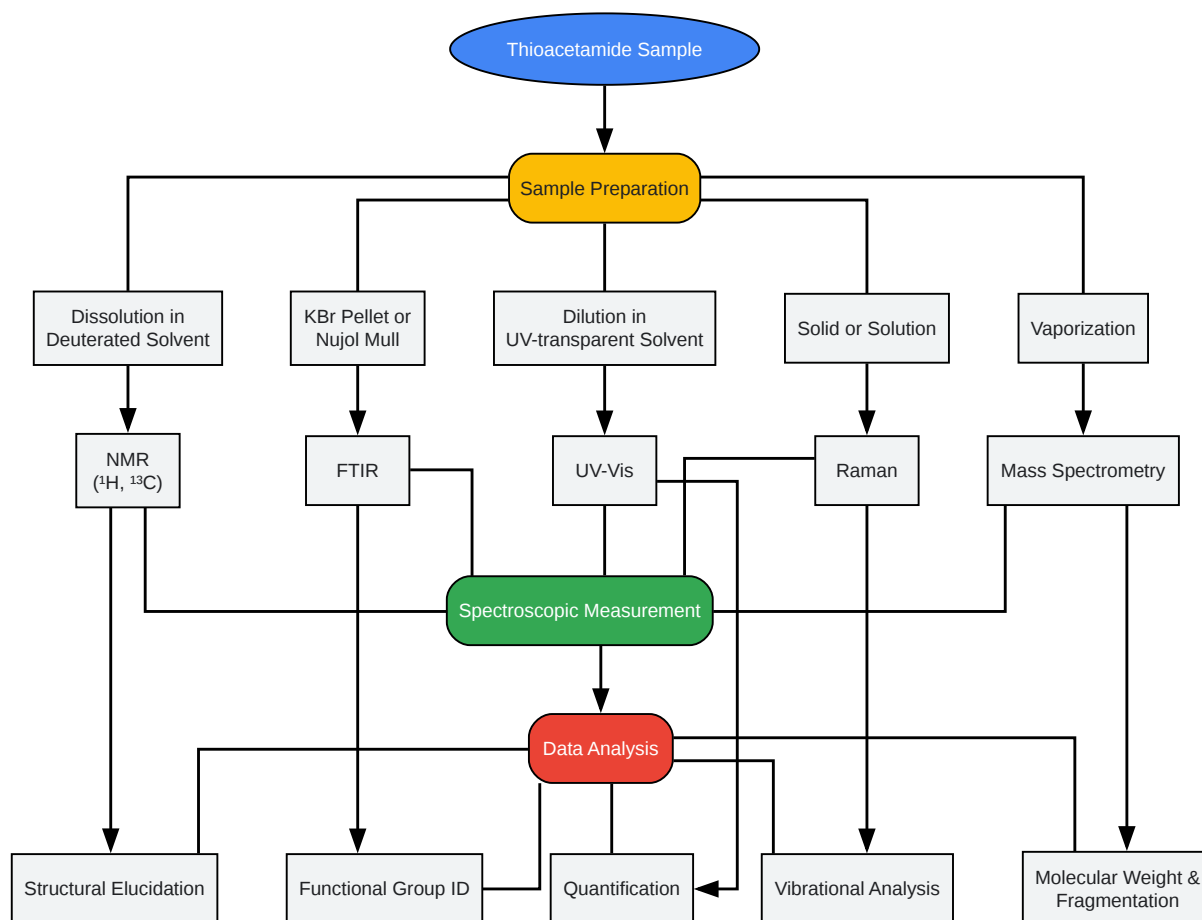 Thioacetamide Sample
Sample Preparation
Dissolution in
Deuterated Solvent
KBr Pellet or
Nujol Mull
Dilution in
UV-transparent Solvent
Solid or Solution
Vaporization
NMR
(¹H, ¹³C)
FTIR
UV-Vis
Raman
Mass Spectrometry
Spectroscopic Measurement
Data Analysis
Structural Elucidation
Functional Group ID
Quantification
Vibrational Analysis
Molecular Weight &
Fragmentation